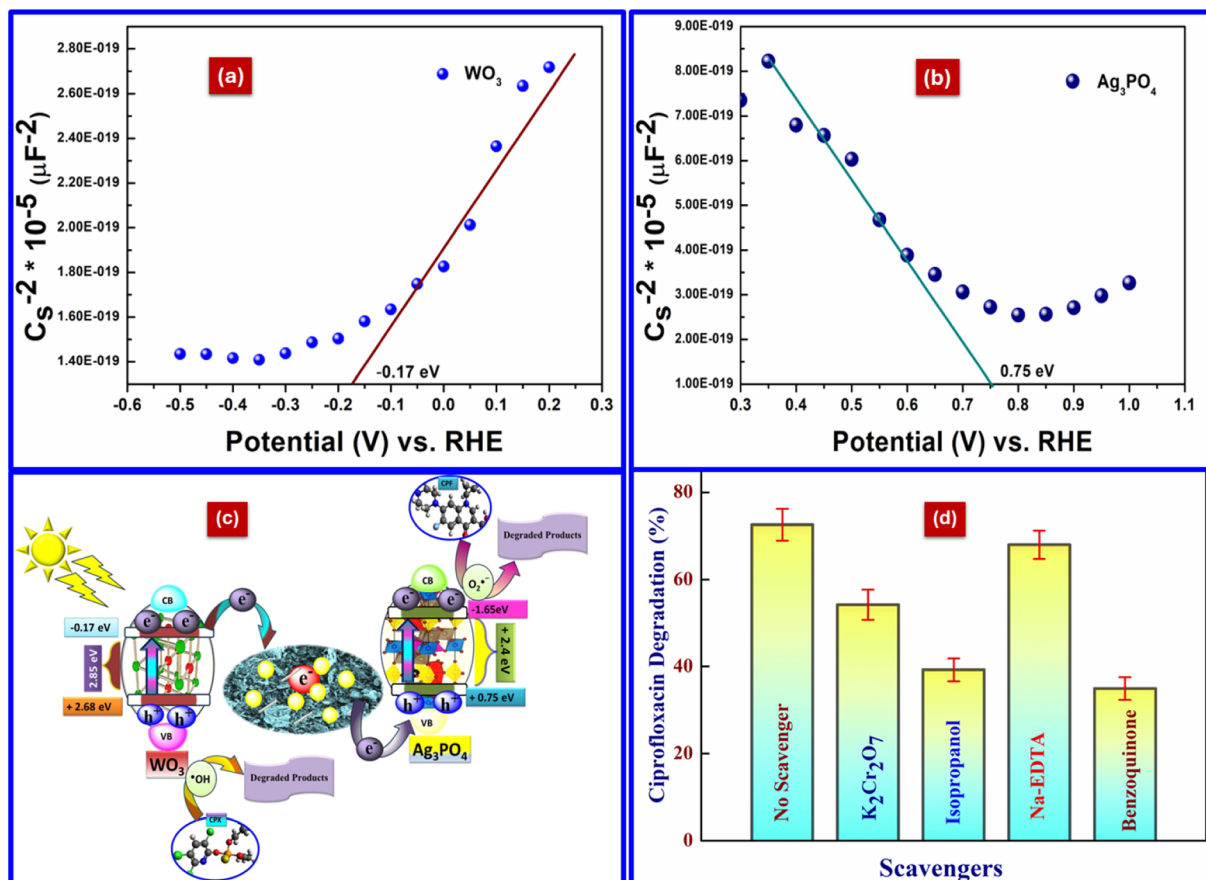 (a)
WO3
Cs-2 * 10-5 (μF-2)
2.80E-019
2.60E-019
2.40E-019
2.20E-019
2.00E-019
1.80E-019
1.60E-019
1.40E-019
-0.17 eV
-0.6 -0.5 -0.4 -0.3 -0.2 -0.1 0.0 0.1 0.2 0.3
Potential (V) vs. RHE
(b)
Ag3PO4
Cs-2 * 10-5 (μF-2)
9.00E-019
8.00E-019
7.00E-019
6.00E-019
5.00E-019
4.00E-019
3.00E-019
2.00E-019
1.00E-019
0.75 eV
0.3 0.4 0.5 0.6 0.7 0.8 0.9 1.0 1.1
Potential (V) vs. RHE
(c)
CPF
Degraded Products
O2•−
CB
e- e-
-1.65eV
+ 2.4 eV
+ 0.75 eV
h+ h+
VB
Ag3PO4
CB
e- e-
e-
-0.17 eV
2.85 eV
+ 2.68 eV
h+ h+
VB
WO3
e-
e-
•OH
Degraded Products
CPX
(d)
Ciprofloxacin Degradation (%)
80
60
40
20
0
No Scavenger
K2Cr2O7
Isopropanol
Na-EDTA
Benzoquinone
Scavengers